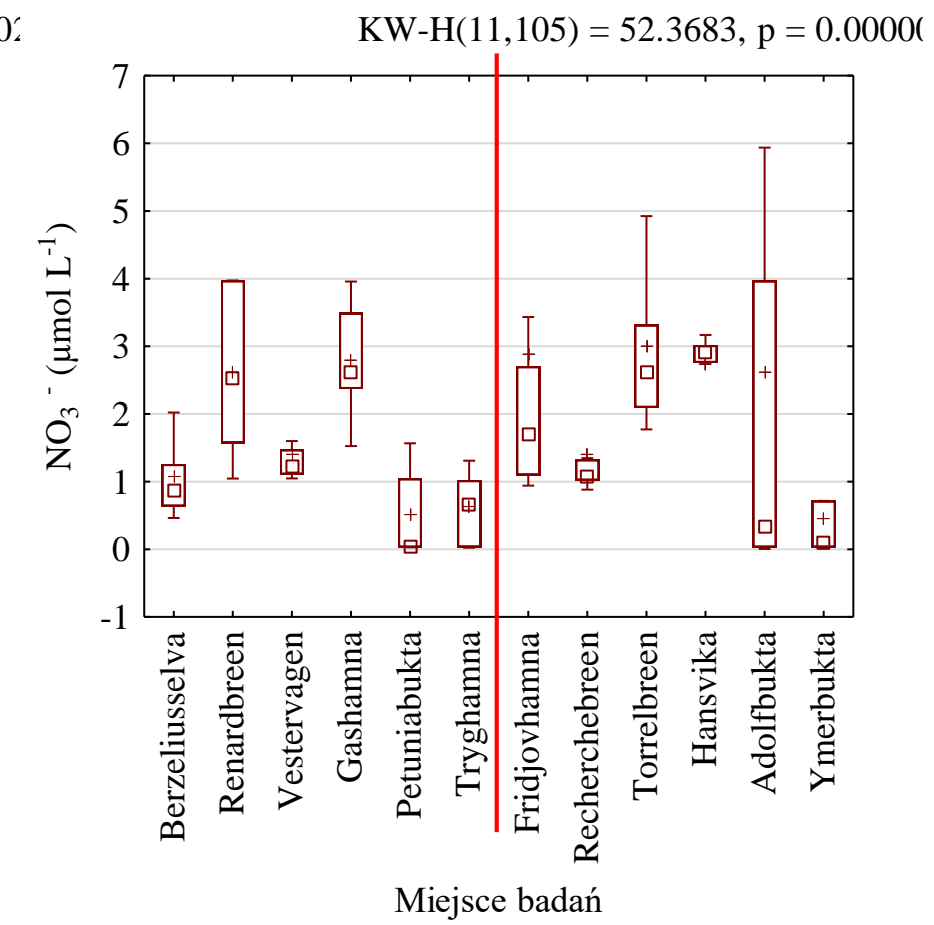 02
KW-H(11,105) = 52.3683, p = 0.0000
NO₃⁻ (µmol L⁻¹)
7
6
5
4
3
2
1
0
-1
Berzeliusselva
Renardbreen
Vestervagen
Gashamna
Petuniabukta
Tryghamna
Fridjovhamna
Recherchebreen
Torrelbreen
Hansvika
Adolfbukta
Ymerbukta
Miejsce badań